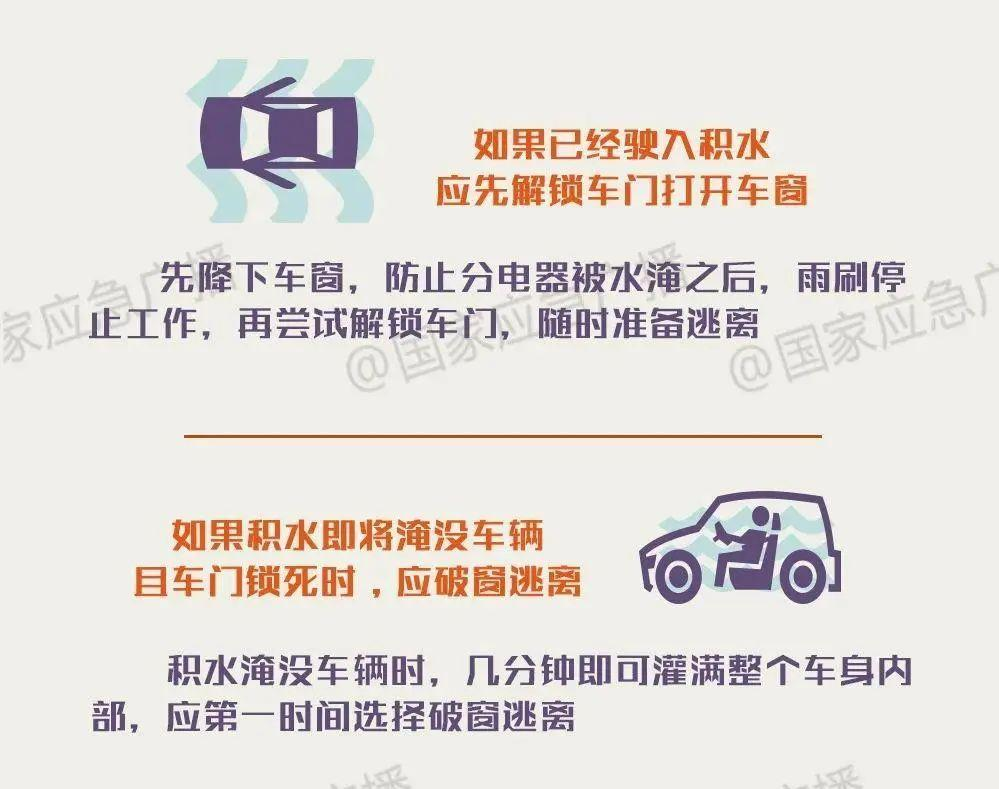 如果已经驶入积水
应先解锁车门打开车窗
先降下车窗，防止分电器被水淹之后，雨刷停
止工作，再尝试解锁车门，随时准备逃离
家应急广播
@国家应急广播
@国家应急广
如果积水即将淹没车辆
且车门锁死时，应破窗逃离
积水淹没车辆时，几分钟即可灌满整个车身内
部，应第一时间选择破窗逃离